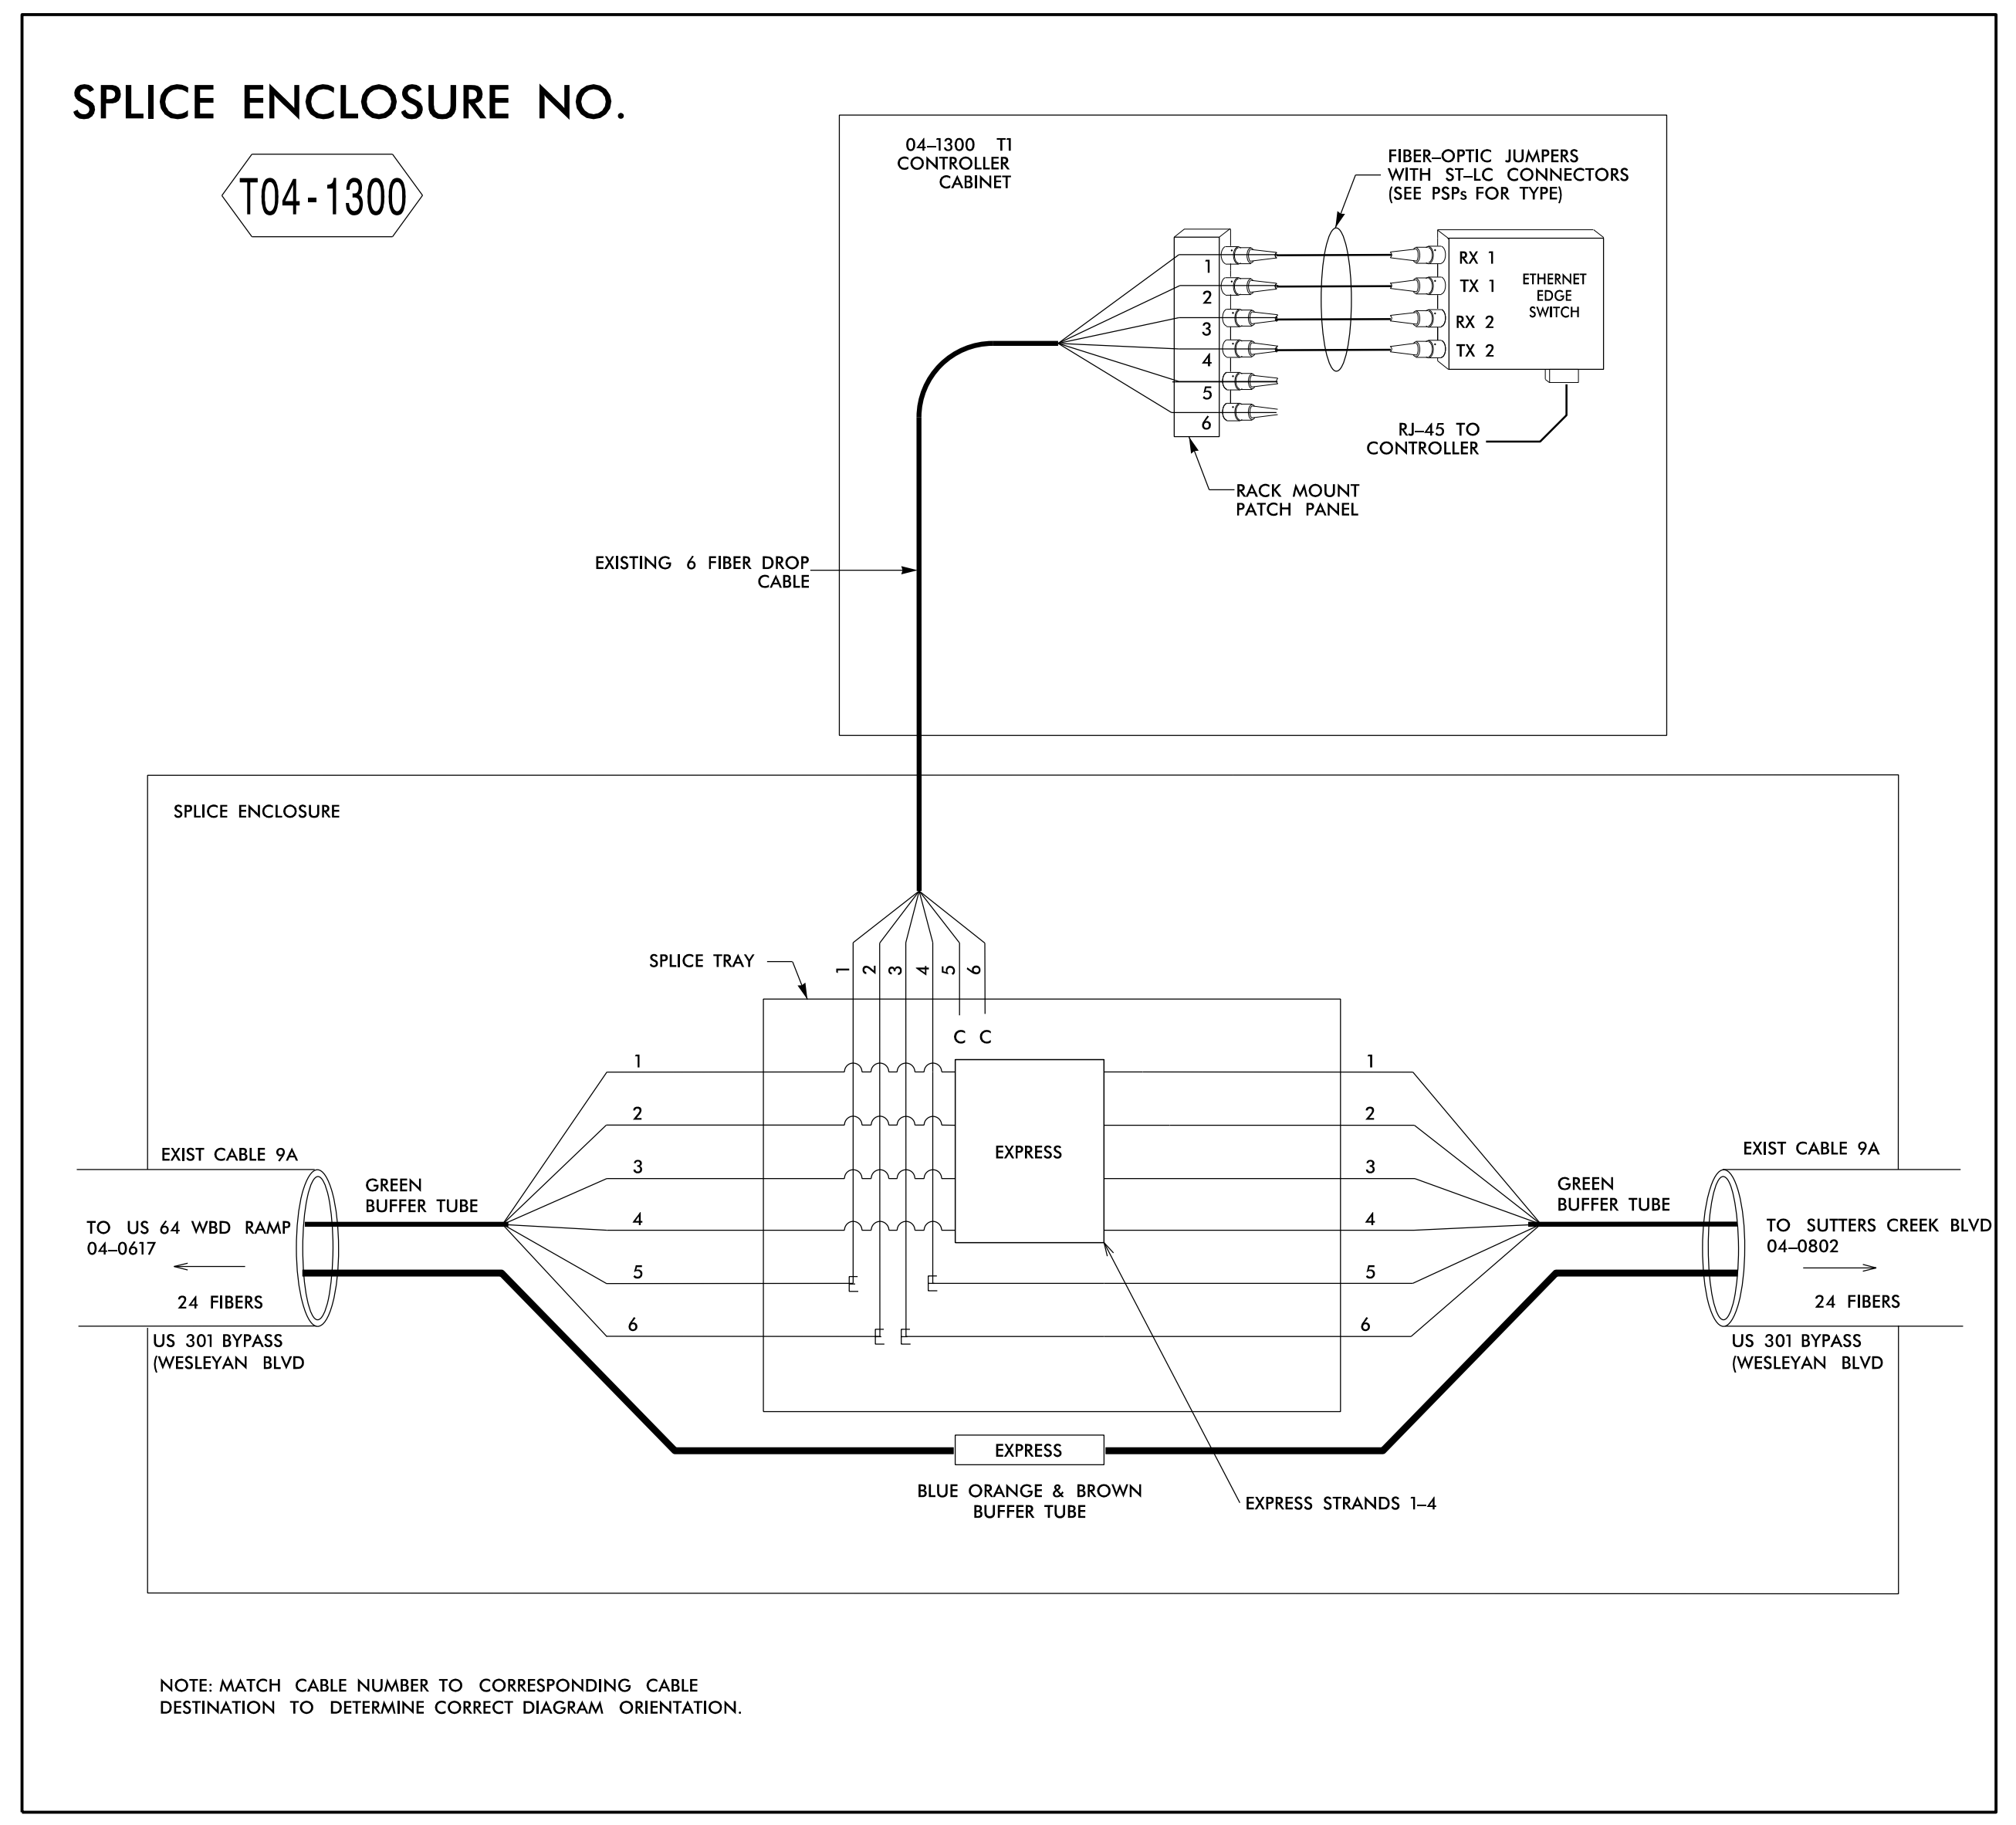 SPLICE ENCLOSURE NO.
T04-1300
04-1300 T1
CONTROLLER
CABINET
FIBER-OPTIC JUMPERS
WITH ST-LC CONNECTORS
(SEE PSPs FOR TYPE)
1
2
3
4
5
6
RX 1
TX 1
RX 2
TX 2
ETHERNET
EDGE
SWITCH
RJ-45 TO
CONTROLLER
RACK MOUNT
PATCH PANEL
EXISTING 6 FIBER DROP
CABLE
SPLICE ENCLOSURE
SPLICE TRAY
1
2
3
4
5
6
C C
1
2
3
4
5
6
EXPRESS
1
2
3
4
5
6
EXIST CABLE 9A
GREEN
BUFFER TUBE
TO US 64 WBD RAMP
04-0617
24 FIBERS
US 301 BYPASS
(WESLEYAN BLVD
EXIST CABLE 9A
GREEN
BUFFER TUBE
TO SUTTERS CREEK BLVD
04-0802
24 FIBERS
US 301 BYPASS
(WESLEYAN BLVD
EXPRESS
BLUE ORANGE & BROWN
BUFFER TUBE
EXPRESS STRANDS 1-4
NOTE: MATCH CABLE NUMBER TO CORRESPONDING CABLE
DESTINATION TO DETERMINE CORRECT DIAGRAM ORIENTATION.